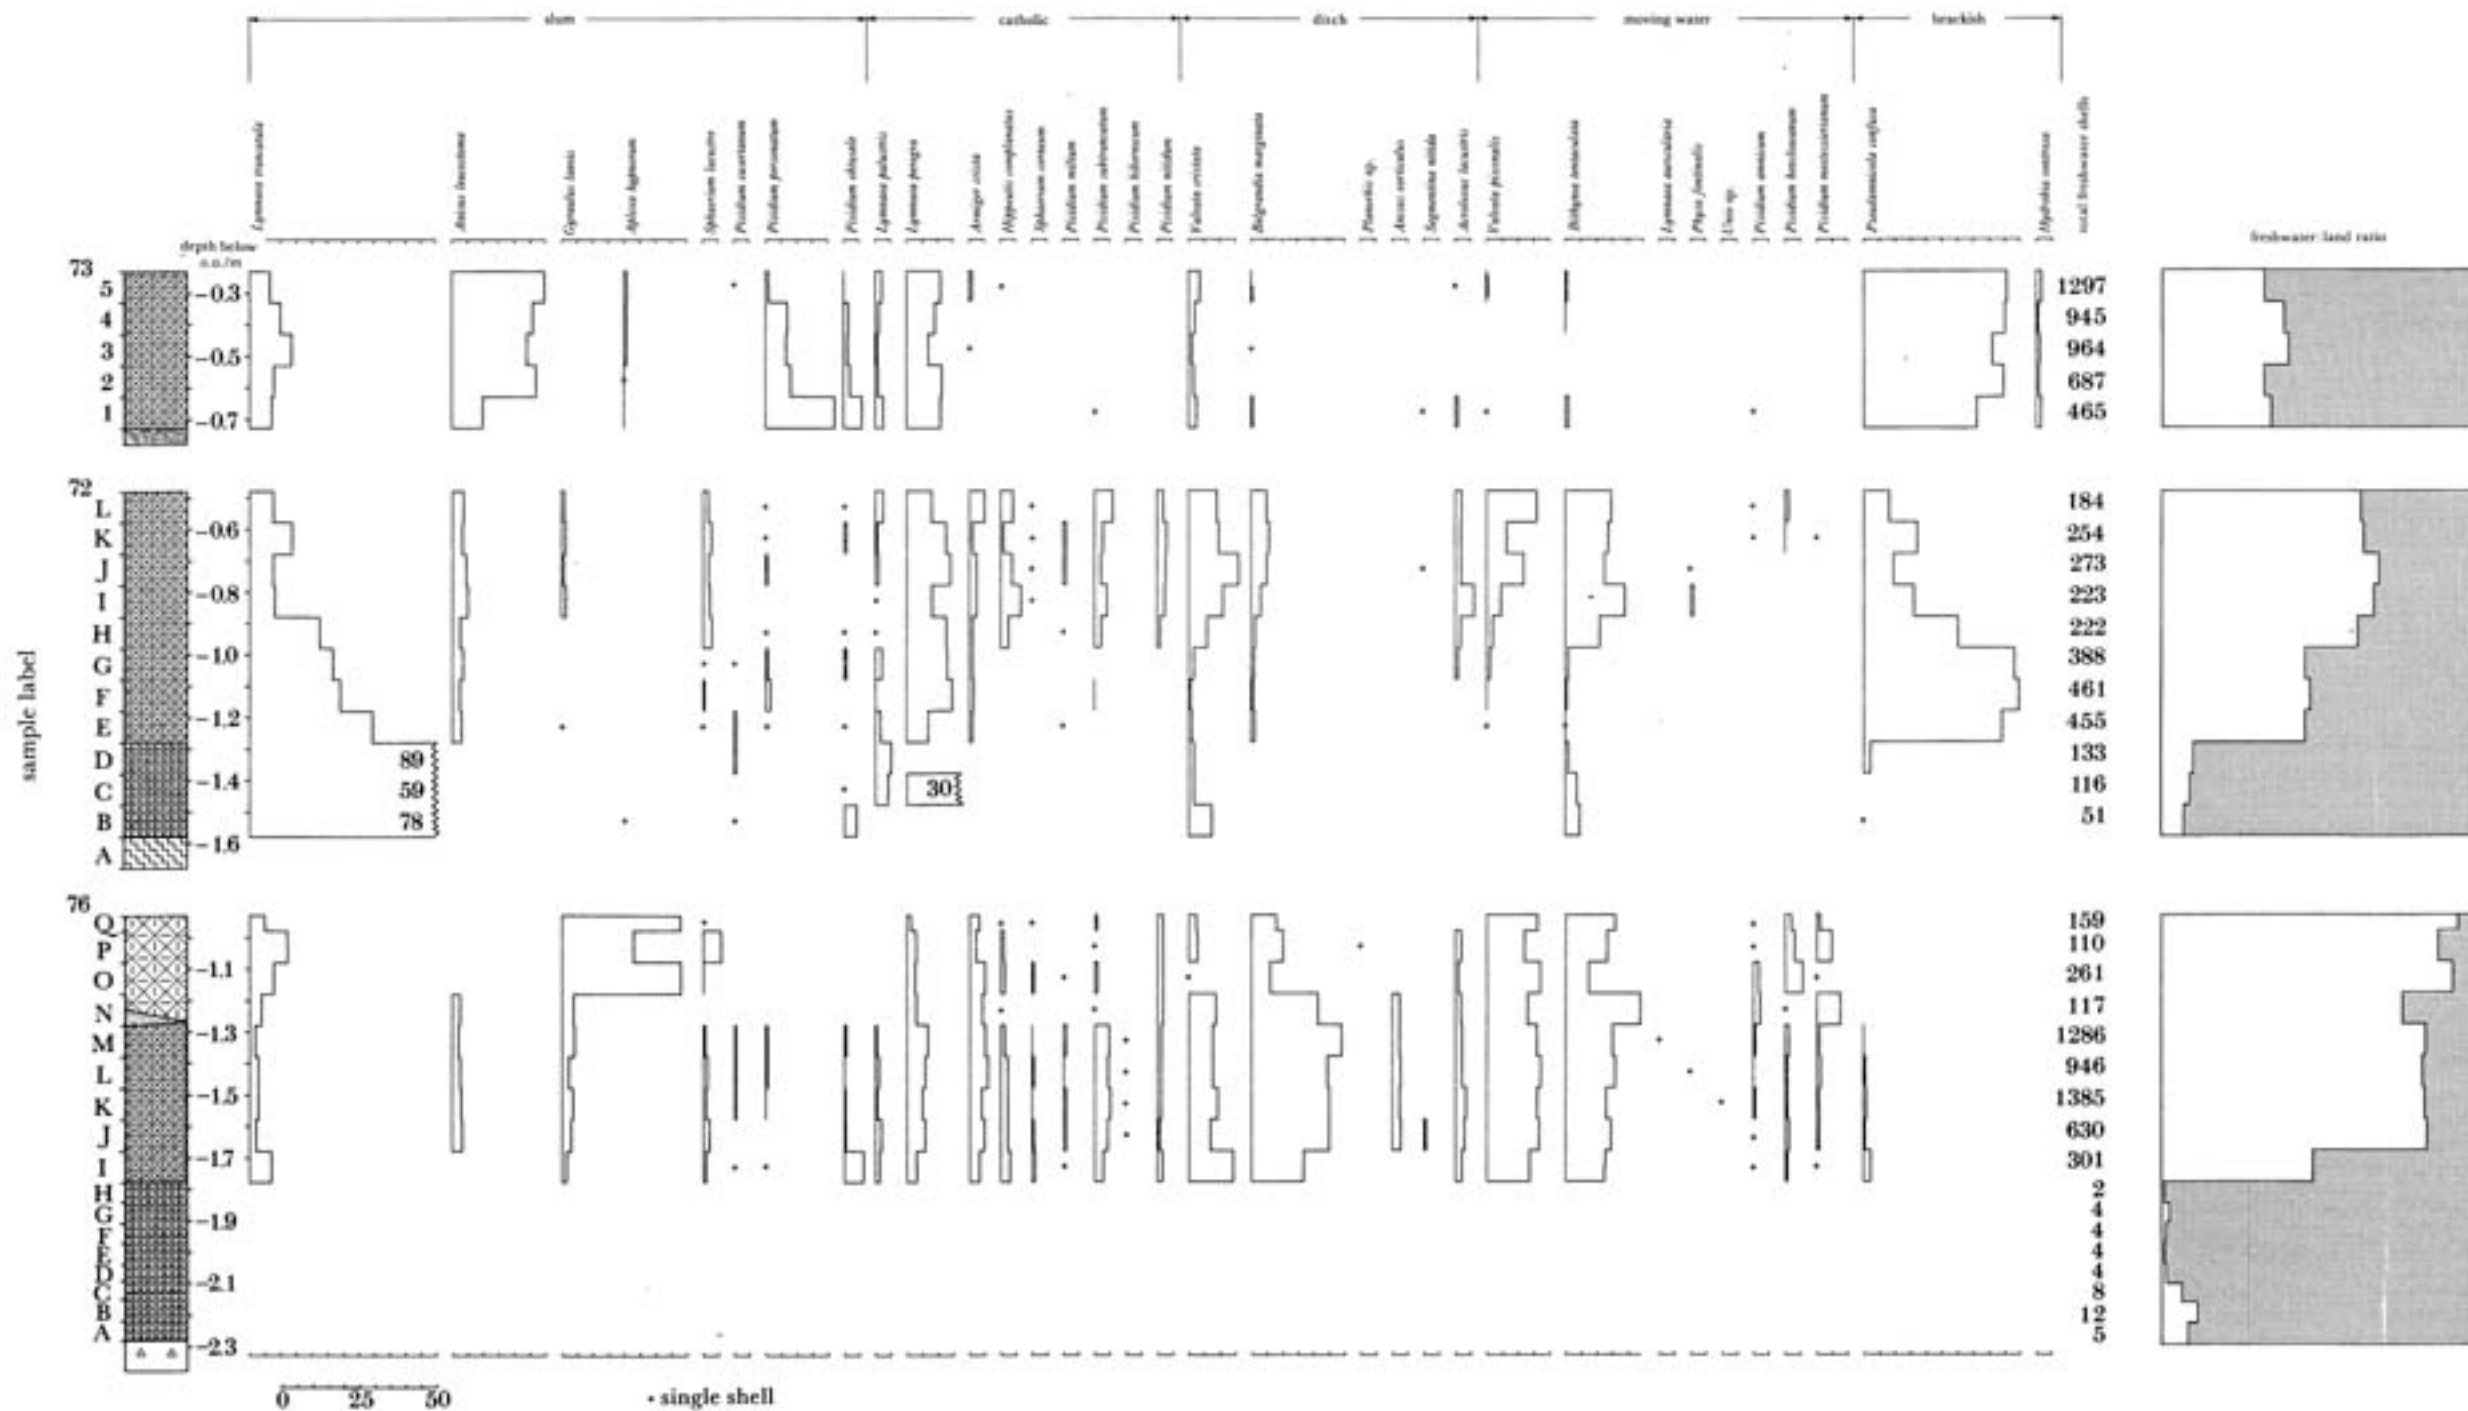 slum catholic ditch moving water brackish
Lymnaea truncatula
Anisus leucostoma
Gyraulus laevis
Aplexa hypnorum
Sphaerium lacustre
Pisidium casertanum
Pisidium personatum
Pisidium obtusale
Lymnaea palustris
Lymnaea peregra
Armiger crista
Hippeutis complanatus
Sphaerium corneum
Pisidium milium
Pisidium subtruncatum
Pisidium nitidum
Valvata cristata
Belgrandia marginata
Planorbis sp.
Anisus vorticulus
Segmentina nitida
Acroloxus lacustris
Valvata piscinalis
Bithynia tentaculata
Lymnaea auricularia
Physa fontinalis
Unio sp.
Pisidium amnicum
Pisidium henslowanum
Pisidium moitessierianum
Pseudamnicola confusa
Hydrobia ventrosa
total freshwater shells
freshwater:land ratio
depth below
o.d./m
73
5 −0.3 1297
4 945
3 −0.5 964
2 687
1 −0.7 465
sample label
72
L 184
K −0.6 254
J 273
I −0.8 223
H 222
G −1.0 388
F 461
E −1.2 455
D 89 133
C −1.4 59 30 116
B 78 51
A −1.6
76
Q 159
P 110
O −1.1 261
N 117
M −1.3 1286
L 946
K −1.5 1385
J 630
I −1.7 301
H 2
G −1.9 4
F 4
E 4
D −2.1 4
C 8
B 12
A −2.3 5
0 25 50
• single shell